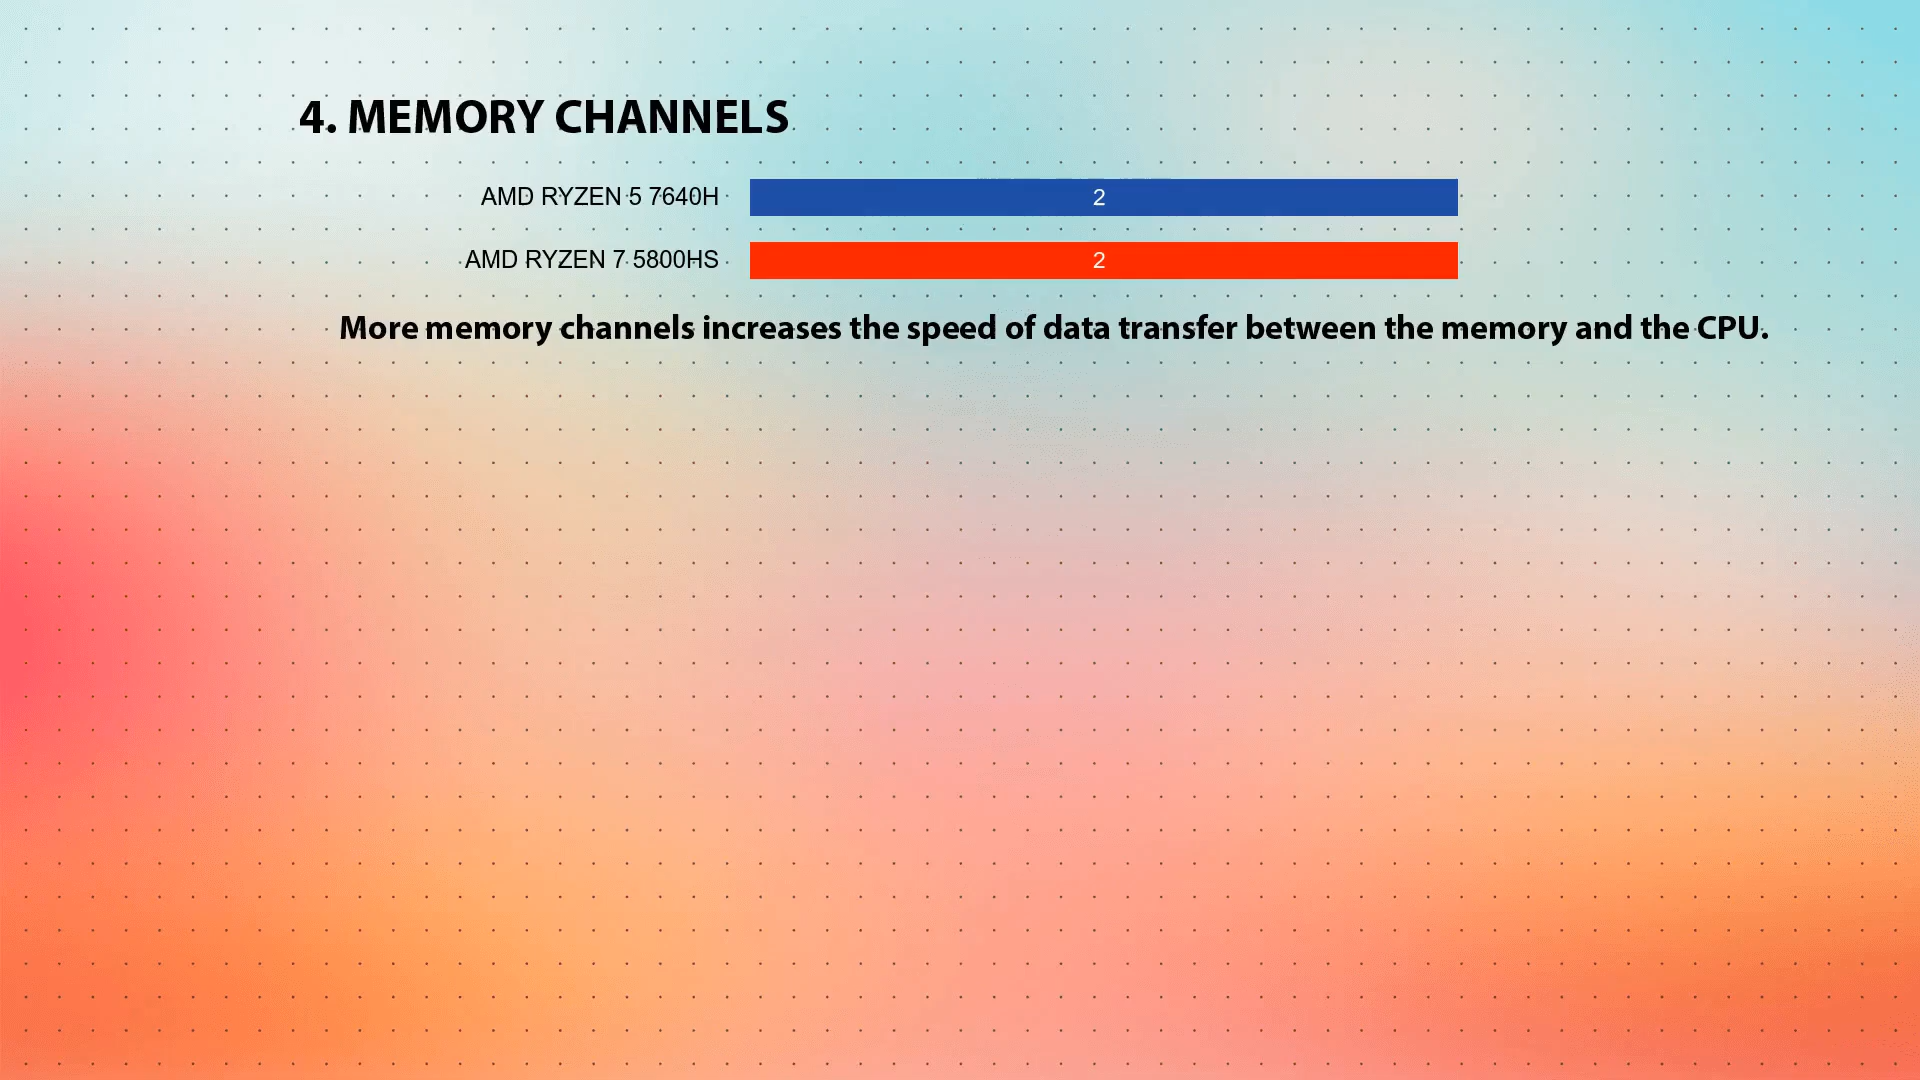 4. MEMORY CHANNELS
AMD RYZEN 5 7640H
2
AMD RYZEN 7 5800HS
2
More memory channels increases the speed of data transfer between the memory and the CPU.